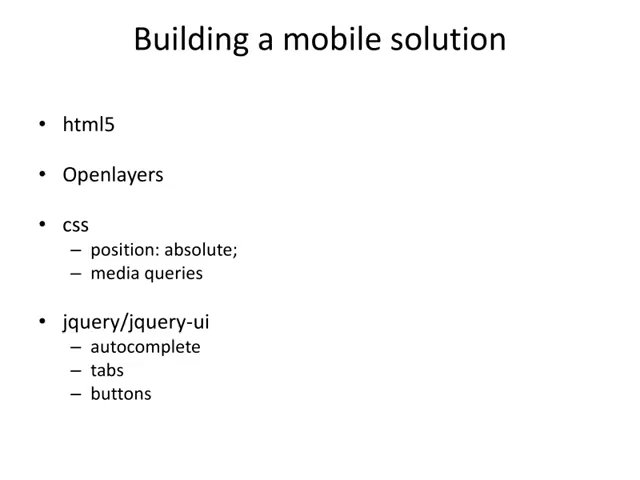 Building a mobile solution
• html5
• Openlayers
• css
– position: absolute;
– media queries
• jquery/jquery-ui
– autocomplete
– tabs
– buttons